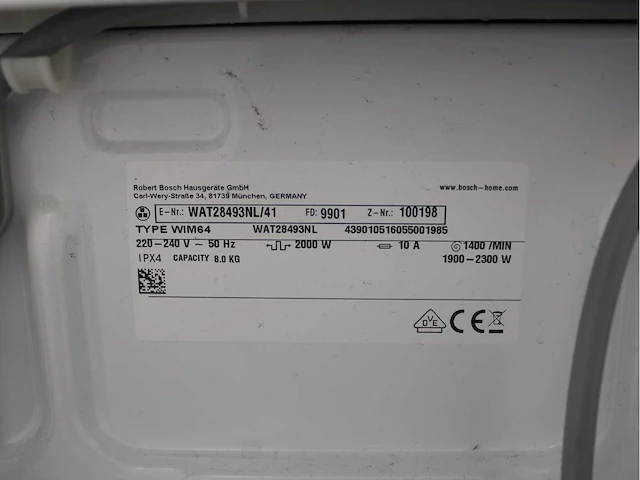 Robert Bosch Hausgeräte GmbH
Carl-Wery-Straße 34, 81739 München, GERMANY
www.bosch-home.com
E-Nr.: WAT28493NL/41 FD: 9901 Z-Nr.: 100198
TYPE WIM64 WAT28493NL 439010516055001985
220-240 V ~ 50 Hz 2000 W 10 A 1400 /MIN
IPX4 CAPACITY 8.0 KG 1900-2300 W
DVE CE